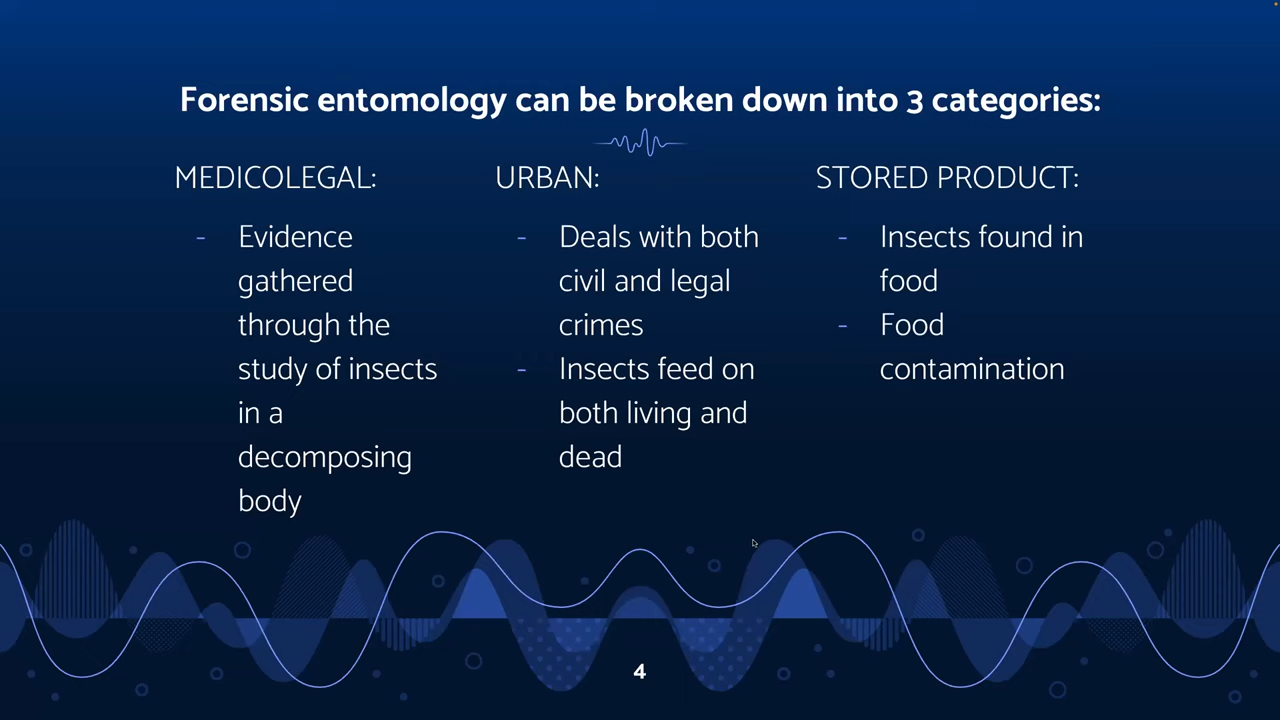 Forensic entomology can be broken down into 3 categories:
MEDICOLEGAL:
- Evidence
gathered
through the
study of insects
in a
decomposing
body
URBAN:
- Deals with both
civil and legal
crimes
- Insects feed on
both living and
dead
STORED PRODUCT:
- Insects found in
food
- Food
contamination
4